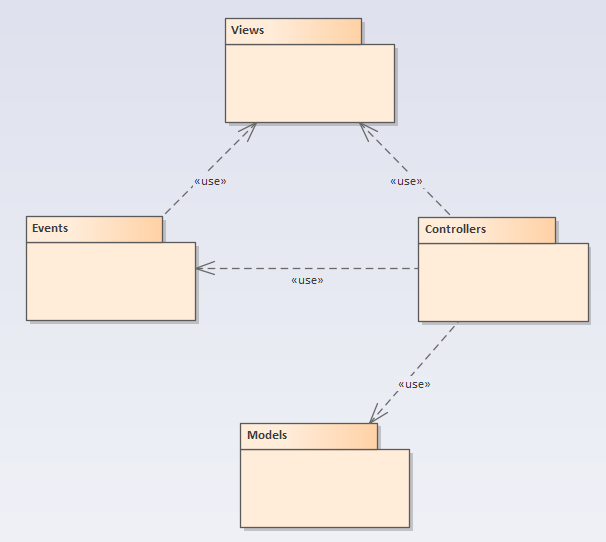 Views
«use»
«use»
Events
Controllers
«use»
«use»
Models